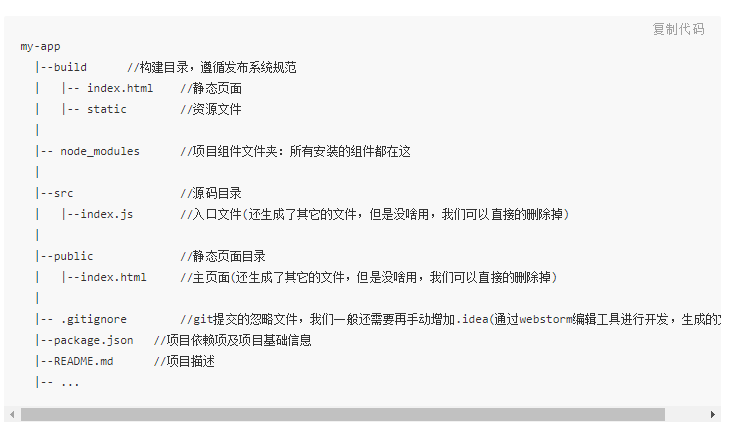 复制代码
my-app
  |--build      //构建目录，遵循发布系统规范
  |   |-- index.html    //静态页面
  |   |-- static        //资源文件
  |
  |-- node_modules      //项目组件文件夹：所有安装的组件都在这
  |
  |--src                //源码目录
  |   |--index.js       //入口文件(还生成了其它的文件，但是没啥用，我们可以直接的删除掉)
  |
  |--public             //静态页面目录
  |   |--index.html     //主页面(还生成了其它的文件，但是没啥用，我们可以直接的删除掉)
  |
  |-- .gitignore        //git提交的忽略文件，我们一般还需要再手动增加.idea(通过webstorm编辑工具进行开发，生成的
  |--package.json   //项目依赖项及项目基础信息
  |--README.md      //项目描述
  |-- ...